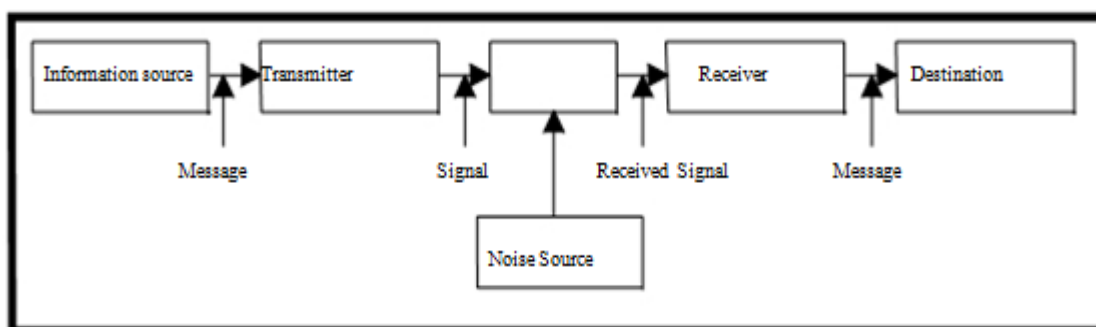 Information source
Transmitter
Receiver
Destination
Message
Signal
Received Signal
Message
Noise Source